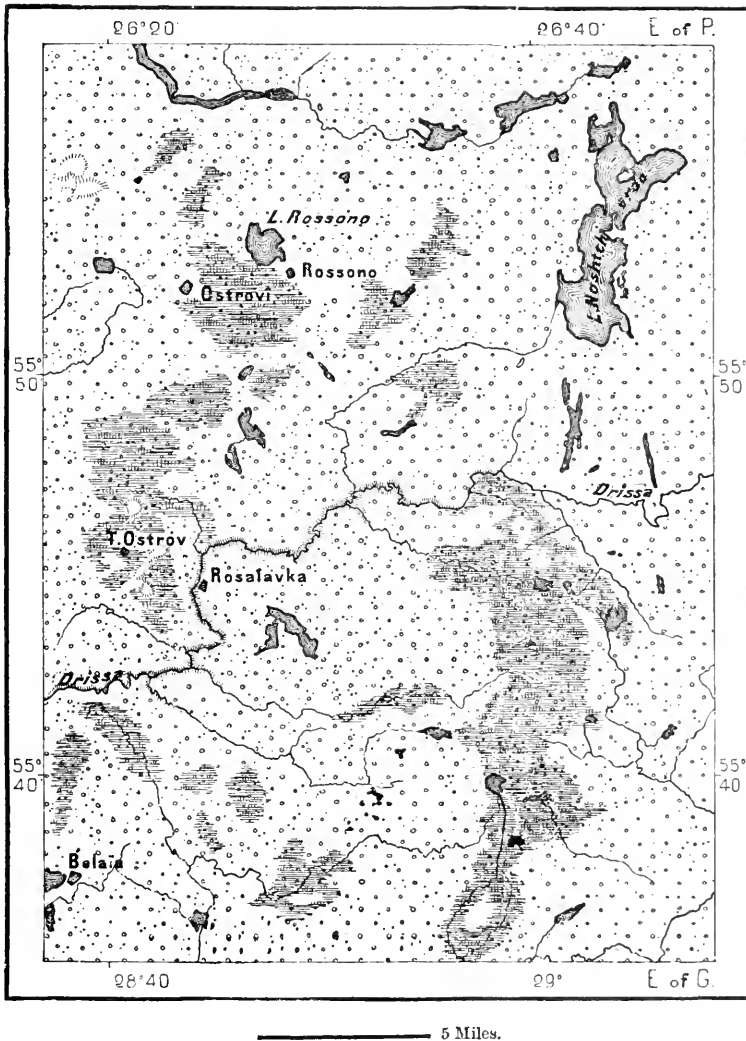 26°20
26°40
E of P.
L. Rossono
Rossono
Ostrovi
L. Noshtcherda
55°
50
55°
50
Drissa
T. Ostrov
Rosalavka
Drissa
55°
40
55°
40
Belaia
28°40
29°
E of G.
5 Miles.